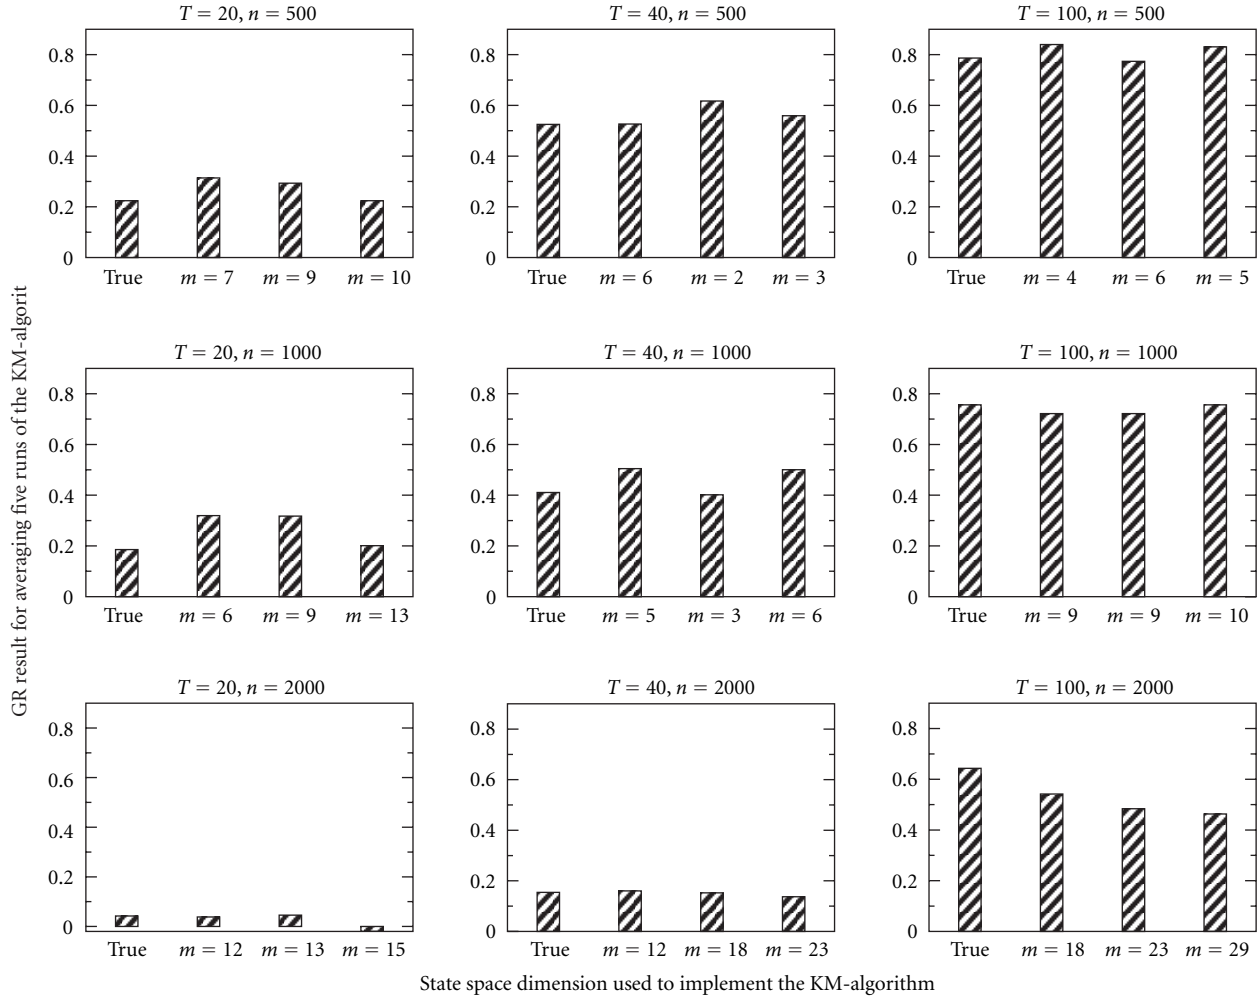 GR result for averaging five runs of the KM-algorit
T = 20, n = 500
0.8
0.6
0.4
0.2
0
True m = 7 m = 9 m = 10
T = 40, n = 500
0.8
0.6
0.4
0.2
0
True m = 6 m = 2 m = 3
T = 100, n = 500
0.8
0.6
0.4
0.2
0
True m = 4 m = 6 m = 5
T = 20, n = 1000
0.8
0.6
0.4
0.2
0
True m = 6 m = 9 m = 13
T = 40, n = 1000
0.8
0.6
0.4
0.2
0
True m = 5 m = 3 m = 6
T = 100, n = 1000
0.8
0.6
0.4
0.2
0
True m = 9 m = 9 m = 10
T = 20, n = 2000
0.8
0.6
0.4
0.2
0
True m = 12 m = 13 m = 15
T = 40, n = 2000
0.8
0.6
0.4
0.2
0
True m = 12 m = 18 m = 23
T = 100, n = 2000
0.8
0.6
0.4
0.2
0
True m = 18 m = 23 m = 29
State space dimension used to implement the KM-algorithm